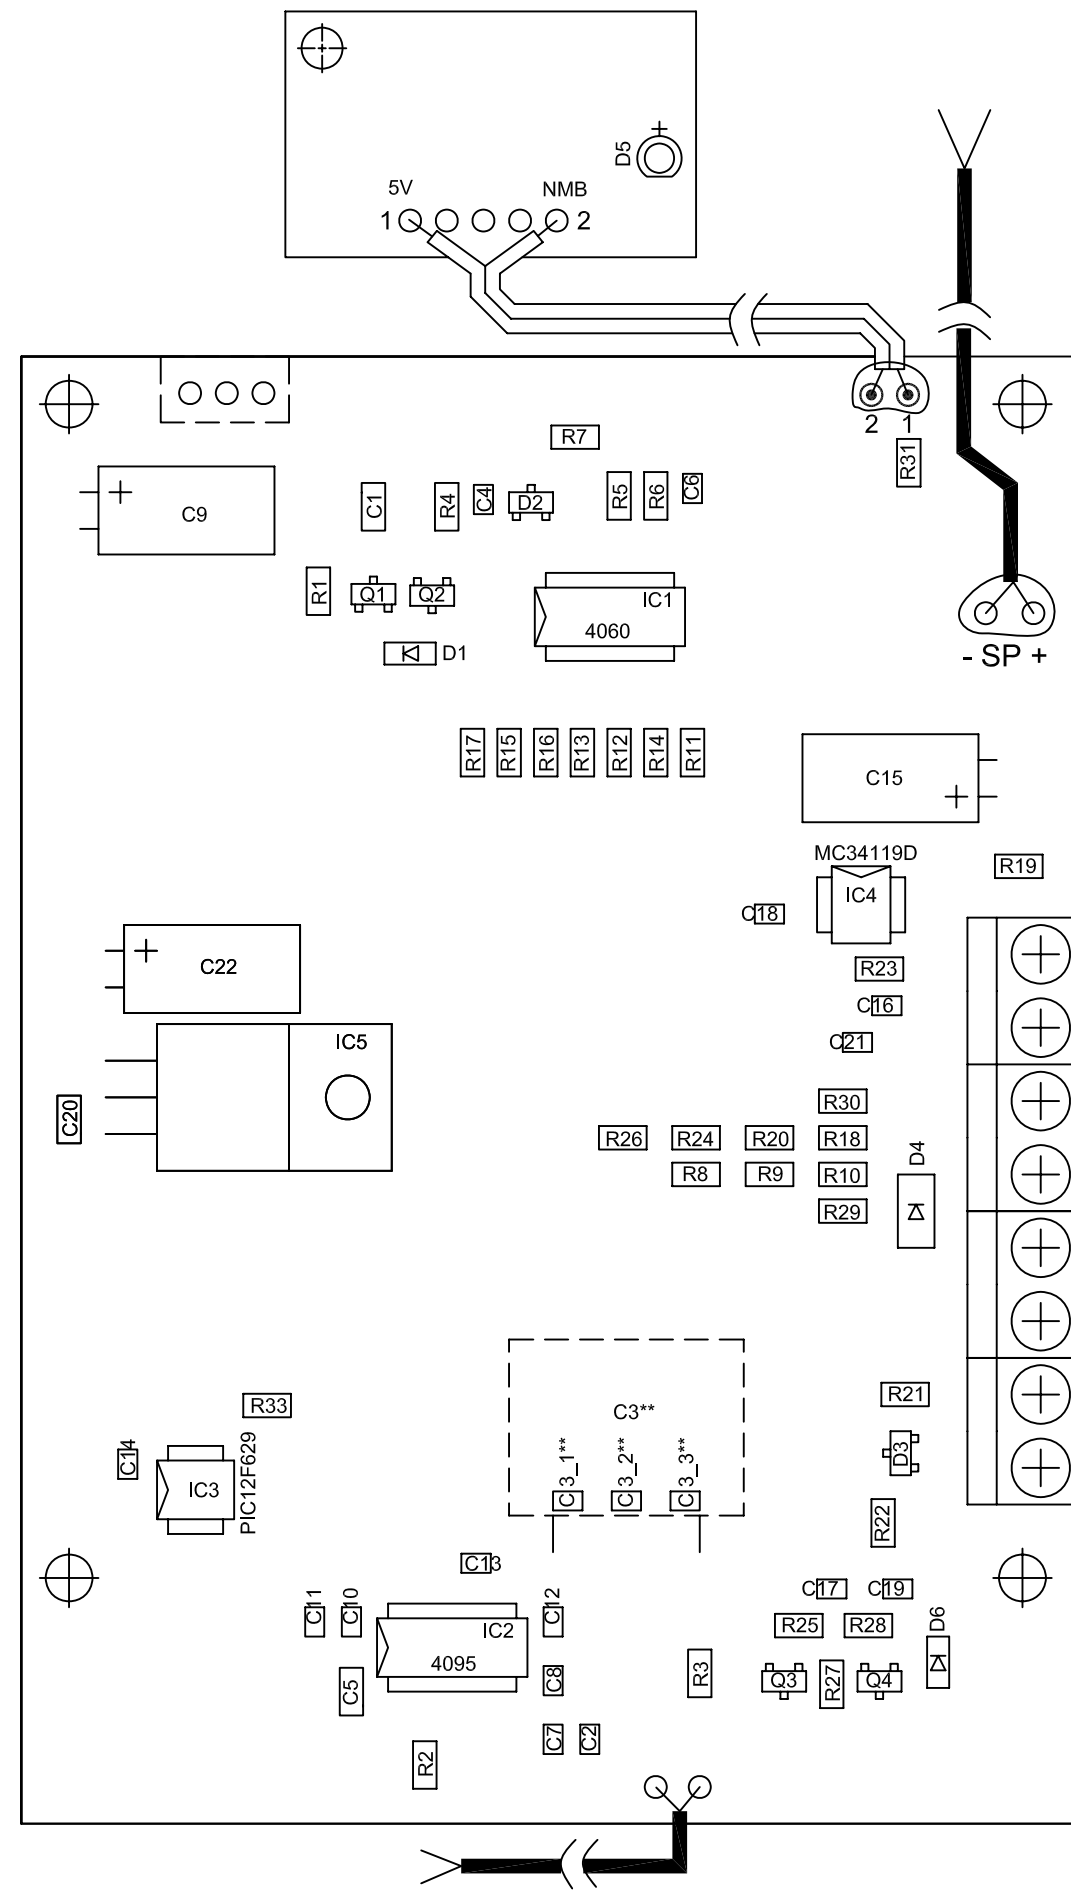 D5
5V NMB
1 2
2 1
R7
R31
C9
C1
R4
C4
D2
R5
R6
C6
R1
Q1
Q2
IC1
4060
D1
- SP +
R17
R15
R16
R13
R12
R14
R11
C15
MC34119D
IC4
R19
C18
C22
R23
C16
IC5
C21
C20
R30
R26
R24
R20
R18
D4
R8
R9
R10
R29
R21
R33
C3**
C3_1**
C3_2**
C3_3**
D3
C14
IC3
PIC12F629
R22
C13
C17
C19
C11
C10
IC2
4095
C12
R25
R28
D6
C5
C8
R3
Q3
R27
Q4
C7
C2
R2